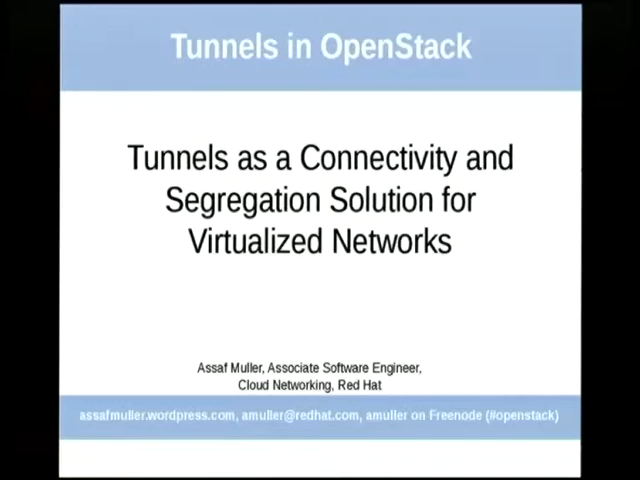 Tunnels in OpenStack
Tunnels as a Connectivity and
Segregation Solution for
Virtualized Networks
Assaf Muller, Associate Software Engineer,
Cloud Networking, Red Hat
assafmuller.wordpress.com, amuller@redhat.com, amuller on Freenode (#openstack)